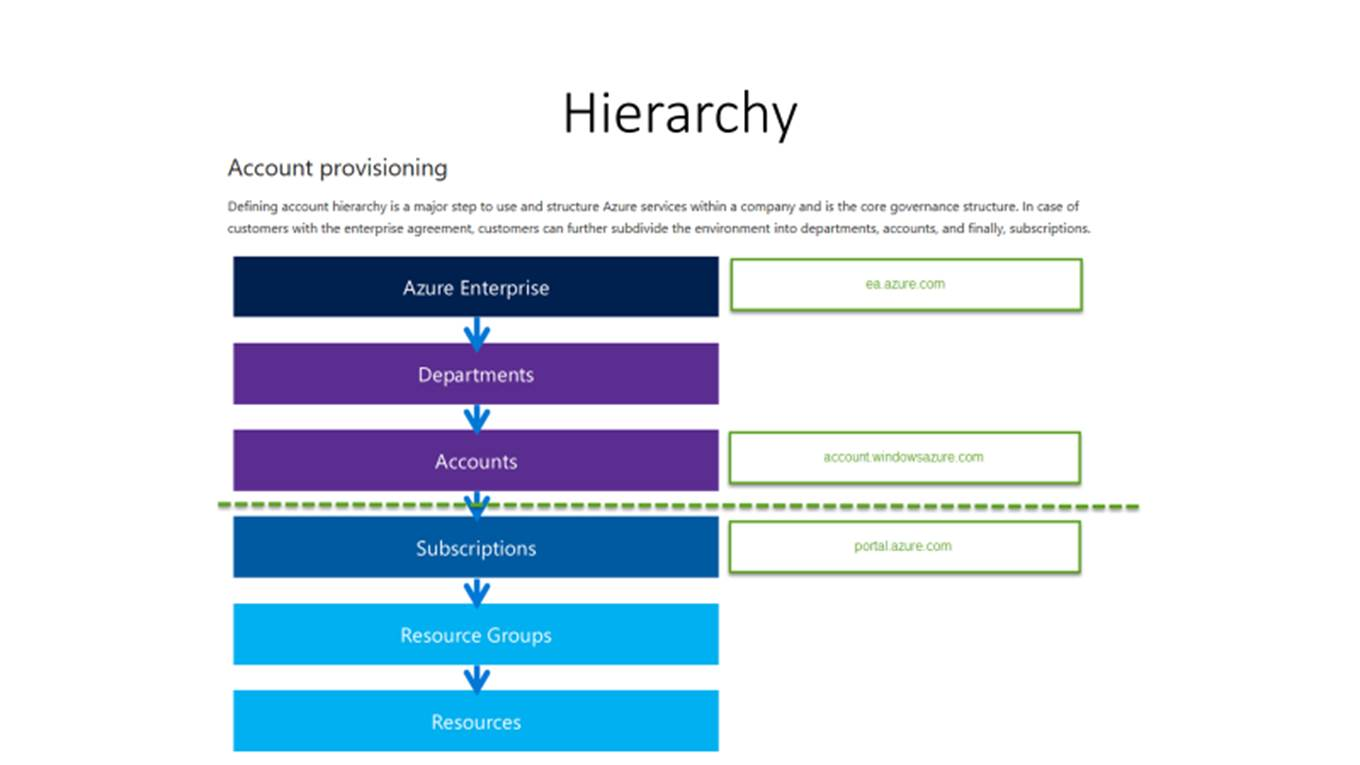 Hierarchy
Account provisioning
Defining account hierarchy is a major step to use and structure Azure services within a company and is the core governance structure. In case of
customers with the enterprise agreement, customers can further subdivide the environment into departments, accounts, and finally, subscriptions.
Azure Enterprise
ea.azure.com
Departments
Accounts
account.windowsazure.com
Subscriptions
portal.azure.com
Resource Groups
Resources